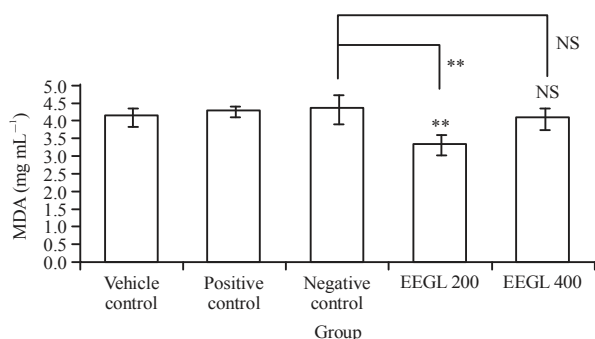 NS
**
NS
**
MDA (mg mL⁻¹)
5.0
4.5
4.0
3.5
3.0
2.5
2.0
1.5
1.0
0.5
0.0
Vehicle
control
Positive
control
Negative
control
EEGL 200
EEGL 400
Group